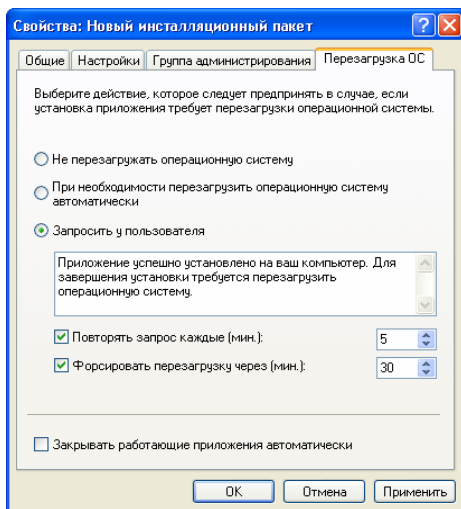 Свойства: Новый инсталляционный пакет
Общие
Настройки
Группа администрирования
Перезагрузка ОС
Выберите действие, которое следует предпринять в случае, если
установка приложения требует перезагрузки операционной системы.
Не перезагружать операционную систему
При необходимости перезагрузить операционную систему
автоматически
Запросить у пользователя
Приложение успешно установлено на ваш компьютер. Для
завершения установки требуется перезагрузить
операционную систему.
Повторять запрос каждые (мин.): 5
Форсировать перезагрузку через (мин.): 30
Закрывать работающие приложения автоматически
ОК
Отмена
Применить